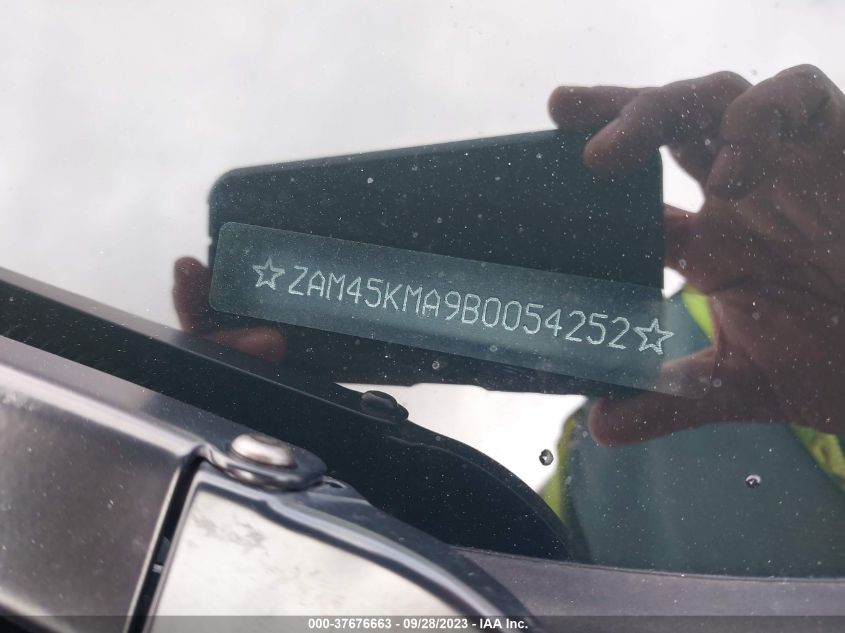 ☆ZAM45KMA9B0054252☆
000-37676663 - 09/28/2023 - IAA Inc.